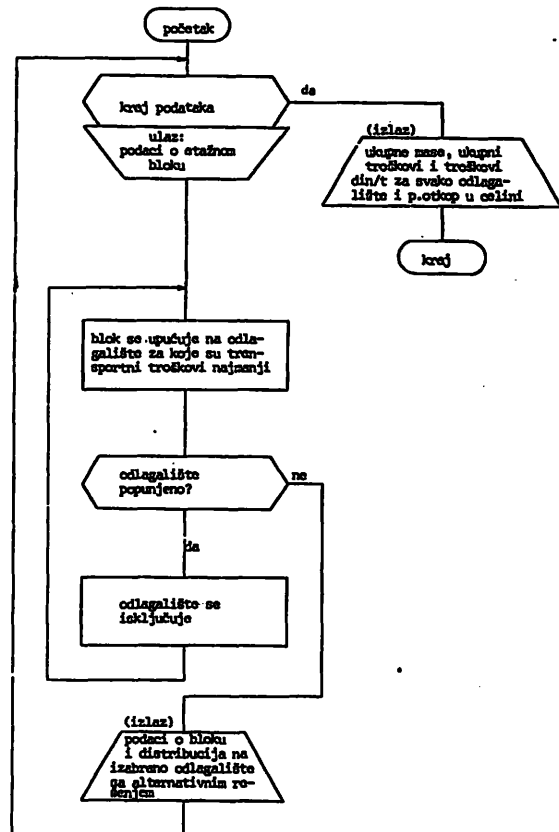 početak
kraj podataka
da
ulaz:
podaci o etažnom
bloku
(izlaz)
ukupne mase, ukupni
troškovi i troškovi
din/t za svako odlaga-
lište i p.otkop u celini
kraj
blok se upućuje na odla-
galište za koje su tran-
sportni troškovi najmanji
odlagalište
popunjeno?
ne
da
odlagalište se
isključuje
(izlaz)
podaci o bloku
i distribucija na
izabrano odlagalište
sa alternativnim re-
šenjem